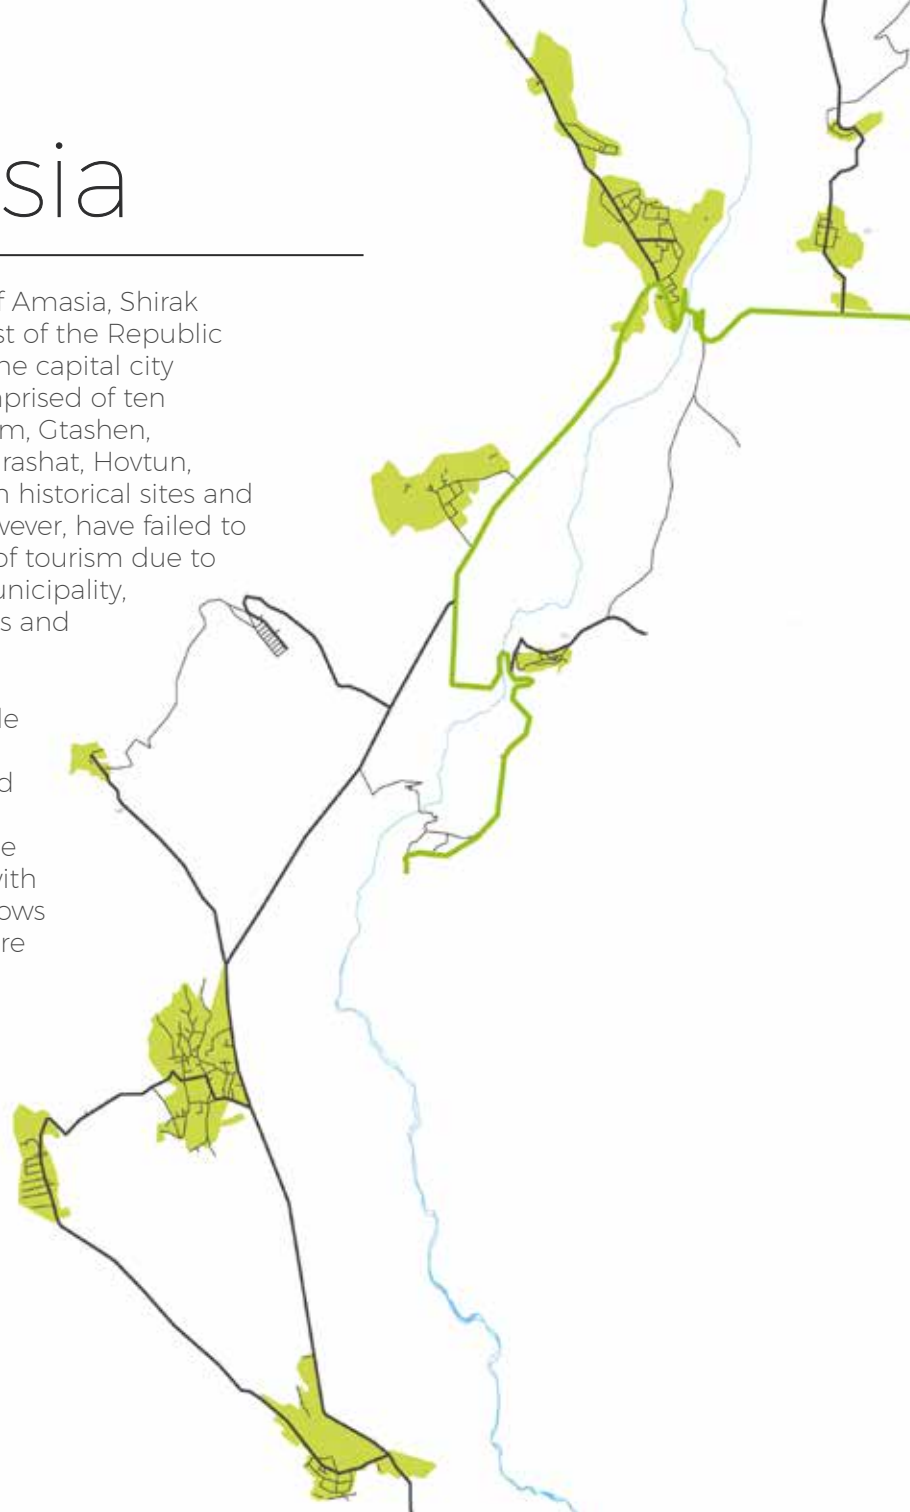 sia
f Amasia, Shirak
st of the Republic
he capital city
prised of ten
m, Gtashen,
rashat, Hovtun,
n historical sites and
wever, have failed to
of tourism due to
unicipality,
s and
le
d
e
with
ows
re